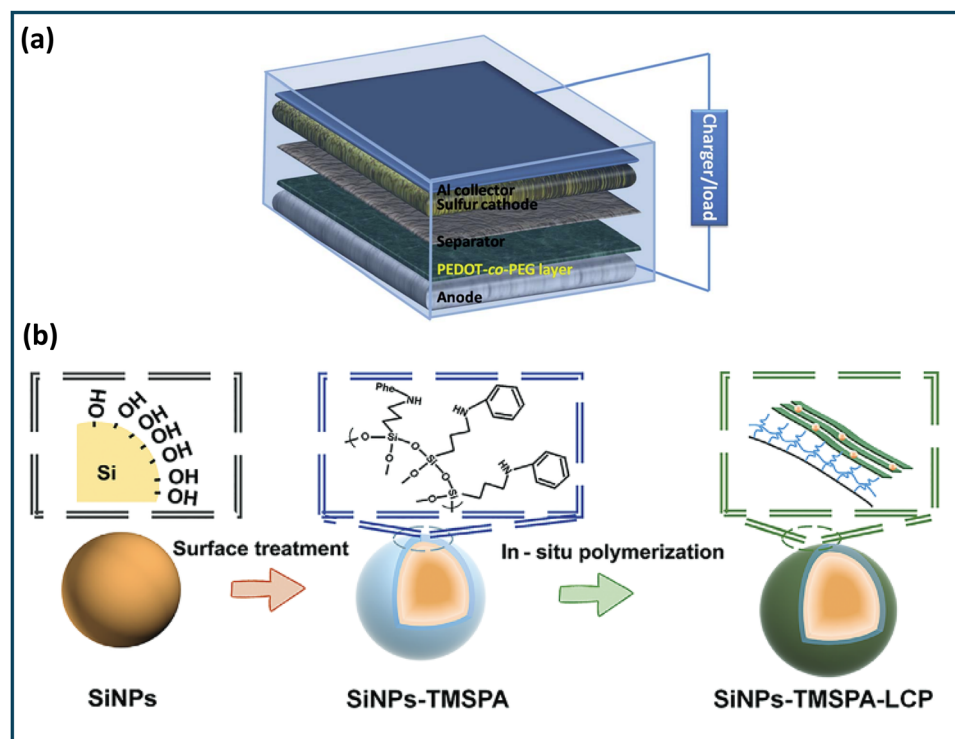 (a)
Charger/load
Al collector
Sulfur cathode
Separator
PEDOT-co-PEG layer
Anode
(b)
HO
OH
OH
OH
OH
OH
OH
OH
Si
Phe
NH
HN
Si
O
O
Si
O
O
O
HN
O
Si
Surface treatment
In - situ polymerization
SiNPs
SiNPs-TMSPA
SiNPs-TMSPA-LCP